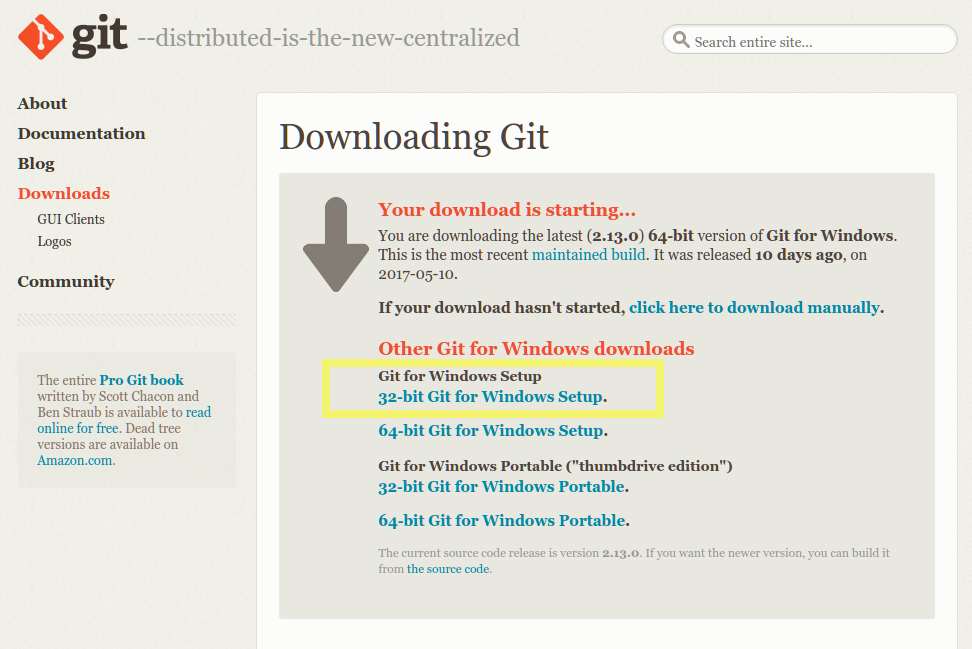 git --distributed-is-the-new-centralized
Search entire site...
About
Documentation
Blog
Downloads
GUI Clients
Logos
Community
The entire Pro Git book
written by Scott Chacon and
Ben Straub is available to read
online for free. Dead tree
versions are available on
Amazon.com.
Downloading Git
Your download is starting...
You are downloading the latest (2.13.0) 64-bit version of Git for Windows.
This is the most recent maintained build. It was released 10 days ago, on
2017-05-10.
If your download hasn't started, click here to download manually.
Other Git for Windows downloads
Git for Windows Setup
32-bit Git for Windows Setup.
64-bit Git for Windows Setup.
Git for Windows Portable ("thumbdrive edition")
32-bit Git for Windows Portable.
64-bit Git for Windows Portable.
The current source code release is version 2.13.0. If you want the newer version, you can build it
from the source code.